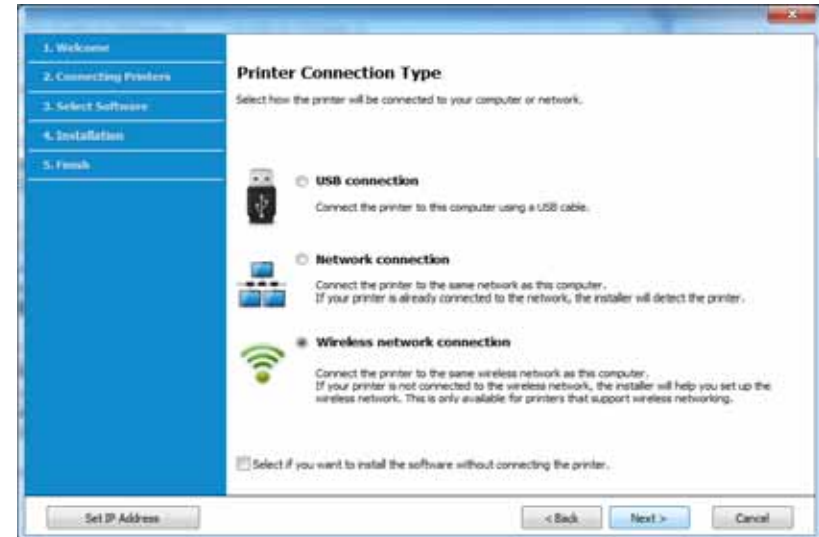 1. Welcome
2. Connecting Printers
3. Select Software
4. Installation
5. Finish
Printer Connection Type
Select how the printer will be connected to your computer or network.
USB connection
Connect the printer to this computer using a USB cable.
Network connection
Connect the printer to the same network as this computer.
If your printer is already connected to the network, the installer will detect the printer.
Wireless network connection
Connect the printer to the same wireless network as this computer.
If your printer is not connected to the wireless network, the installer will help you set up the
wireless network. This is only available for printers that support wireless networking.
Select if you want to install the software without connecting the printer.
Set IP Address
< Back
Next >
Cancel